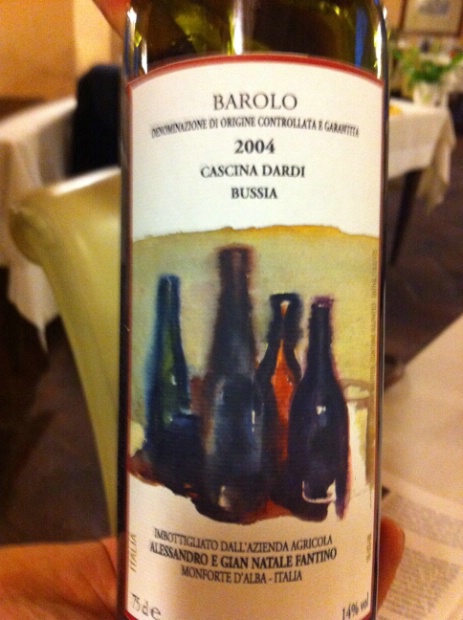 BAROLO
DENOMINAZIONE DI ORIGINE CONTROLLATA E GARANTITA
2004
CASCINA DARDI
BUSSIA
IMBOTTIGLIATO DALL'AZIENDA AGRICOLA
ALESSANDRO E GIAN NATALE FANTINO
MONFORTE D'ALBA - ITALIA
ITALIA
75 cl e
14% vol